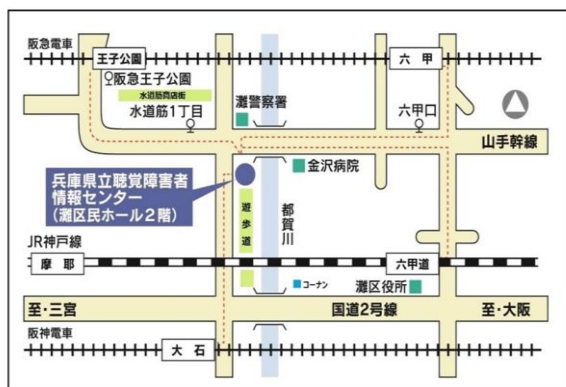 阪急電車
王子公園
六甲
阪急王子公園
水道筋商店街
水道筋1丁目
灘警察署
六甲口
山手幹線
金沢病院
兵庫県立聴覚障害者
情報センター
(灘区民ホール2階)
遊歩道
都賀川
JR神戸線
摩耶
六甲道
コーナン
灘区役所
至・三宮
国道2号線
至・大阪
阪神電車
大石